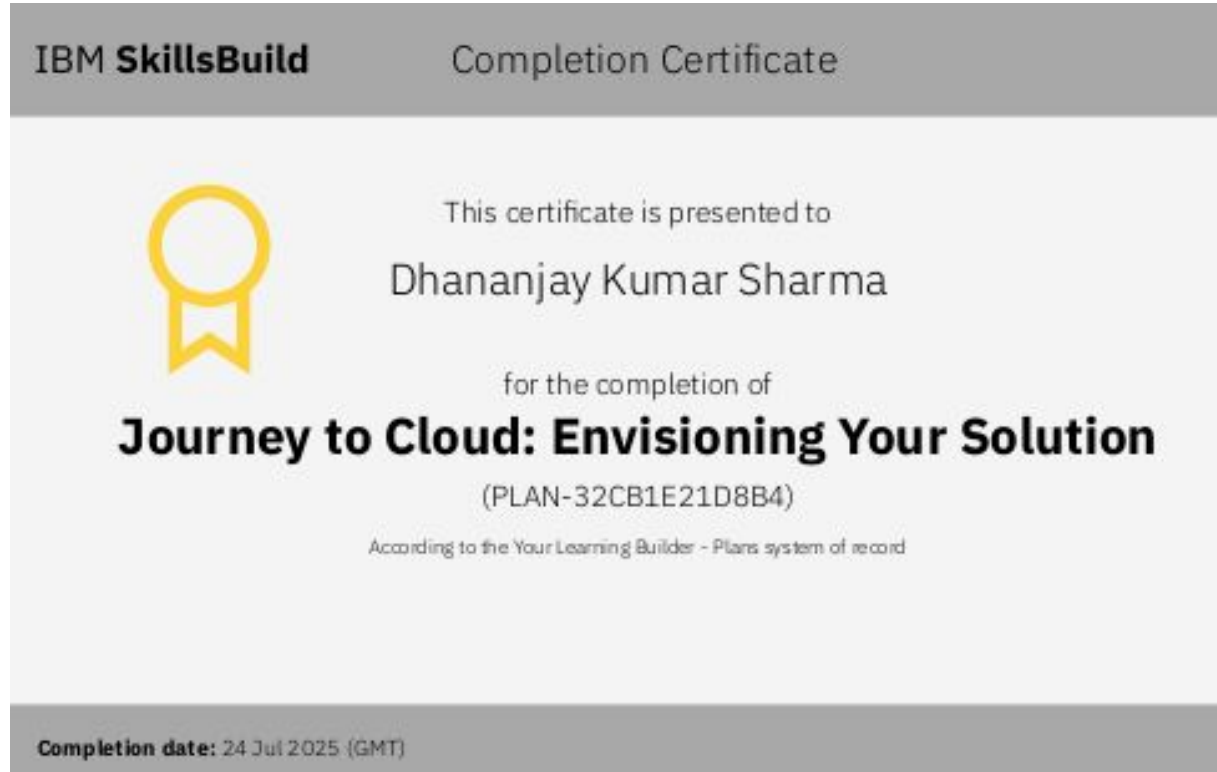 IBM SkillsBuild
Completion Certificate
This certificate is presented to
Dhananjay Kumar Sharma
for the completion of
Journey to Cloud: Envisioning Your Solution
(PLAN-32CB1E21D8B4)
According to the Your Learning Builder - Plans system of record
Completion date: 24 Jul 2025 (GMT)